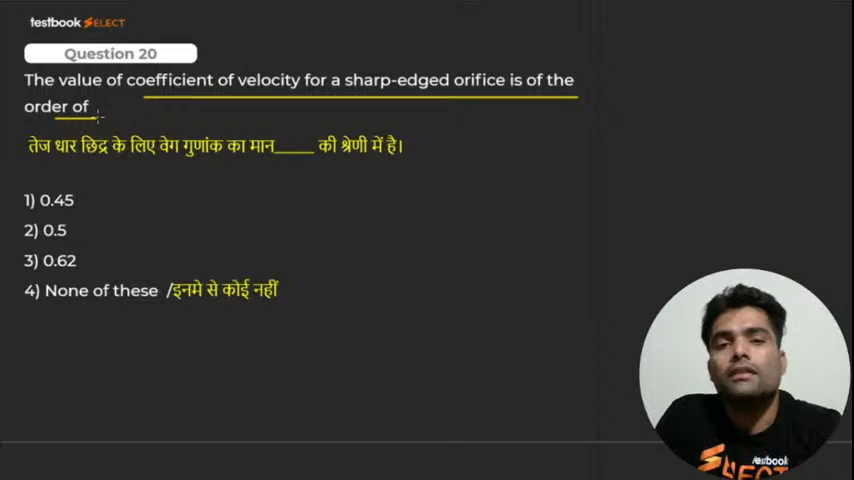 testbook SELECT
Question 20
The value of coefficient of velocity for a sharp-edged orifice is of the
order of
तेज धार छिद्र के लिए वेग गुणांक का मान_____ की श्रेणी में है।
1) 0.45
2) 0.5
3) 0.62
4) None of these /इनमे से कोई नहीं
testbook
SELECT